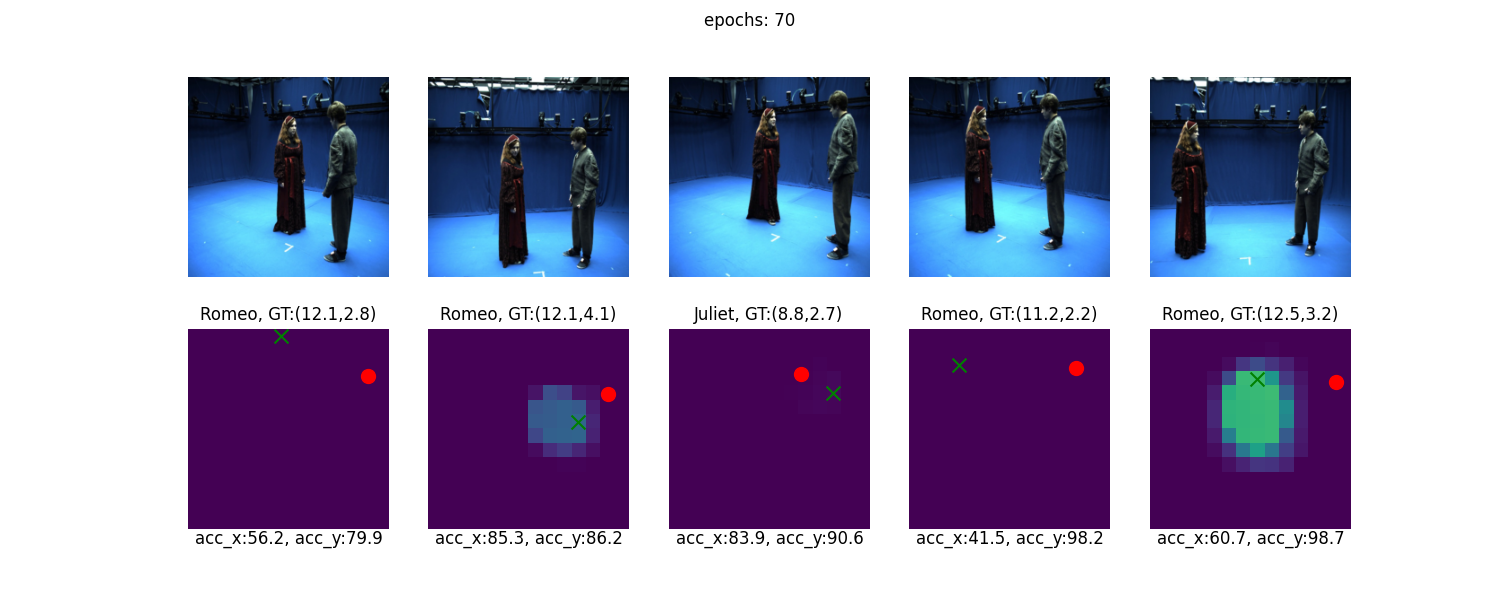 epochs: 70
Romeo, GT:(12.1,2.8)
Romeo, GT:(12.1,4.1)
Juliet, GT:(8.8,2.7)
Romeo, GT:(11.2,2.2)
Romeo, GT:(12.5,3.2)
acc_x:56.2, acc_y:79.9
acc_x:85.3, acc_y:86.2
acc_x:83.9, acc_y:90.6
acc_x:41.5, acc_y:98.2
acc_x:60.7, acc_y:98.7